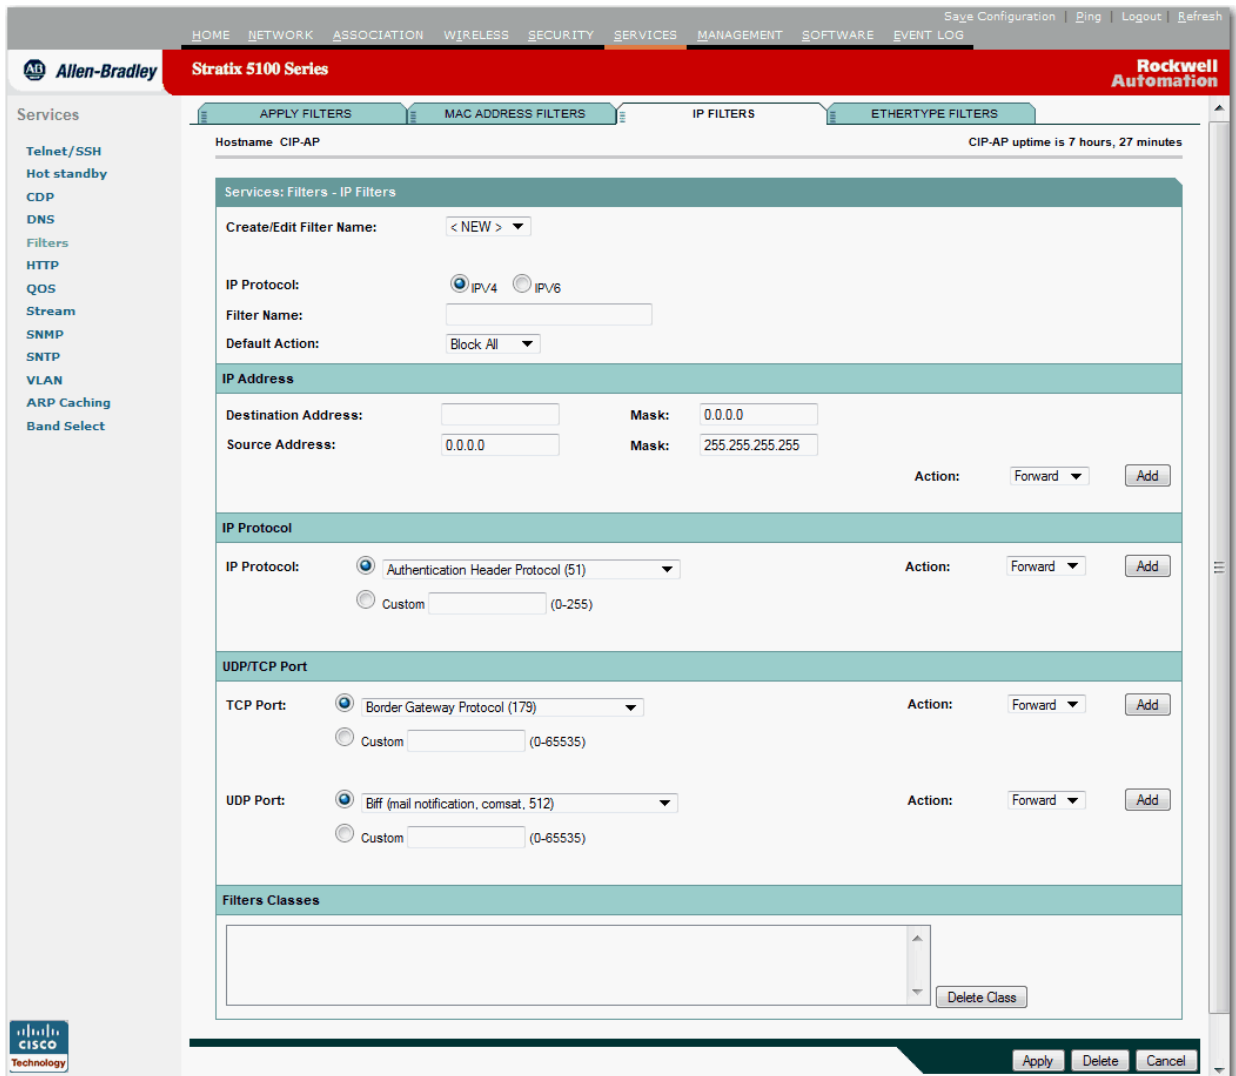 Save Configuration | Ping | Logout | Refresh
HOME NETWORK ASSOCIATION WIRELESS SECURITY SERVICES MANAGEMENT SOFTWARE EVENT LOG
AB Allen-Bradley Stratix 5100 Series Rockwell
Automation
Services
Telnet/SSH
Hot standby
CDP
DNS
Filters
HTTP
QOS
Stream
SNMP
SNTP
VLAN
ARP Caching
Band Select
APPLY FILTERS MAC ADDRESS FILTERS IP FILTERS ETHERTYPE FILTERS
Hostname CIP-AP CIP-AP uptime is 7 hours, 27 minutes
Services: Filters - IP Filters
Create/Edit Filter Name: < NEW >
IP Protocol: IPV4 IPV6
Filter Name:
Default Action: Block All
IP Address
Destination Address: Mask: 0.0.0.0
Source Address: 0.0.0.0 Mask: 255.255.255.255
Action: Forward Add
IP Protocol
IP Protocol: Authentication Header Protocol (51) Action: Forward Add
Custom (0-255)
UDP/TCP Port
TCP Port: Border Gateway Protocol (179) Action: Forward Add
Custom (0-65535)
UDP Port: Biff (mail notification, comsat, 512) Action: Forward Add
Custom (0-65535)
Filters Classes
Delete Class
Apply Delete Cancel
CISCO
Technology